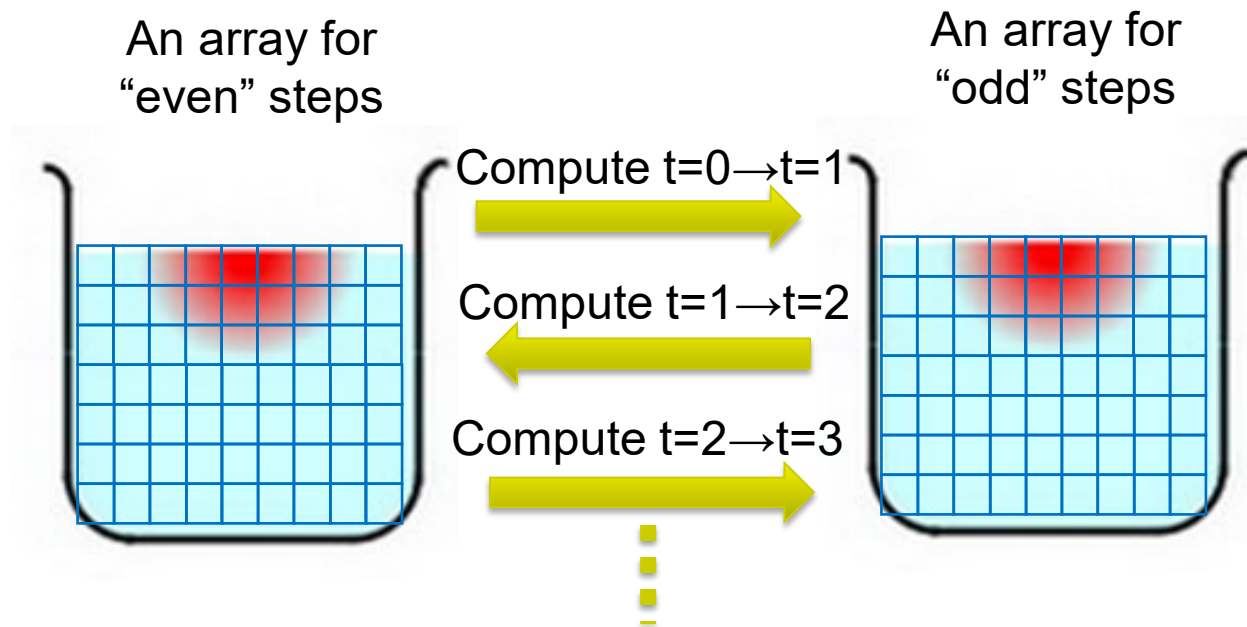 An array for
“even” steps
An array for
“odd” steps
Compute t=0→t=1
Compute t=1→t=2
Compute t=2→t=3